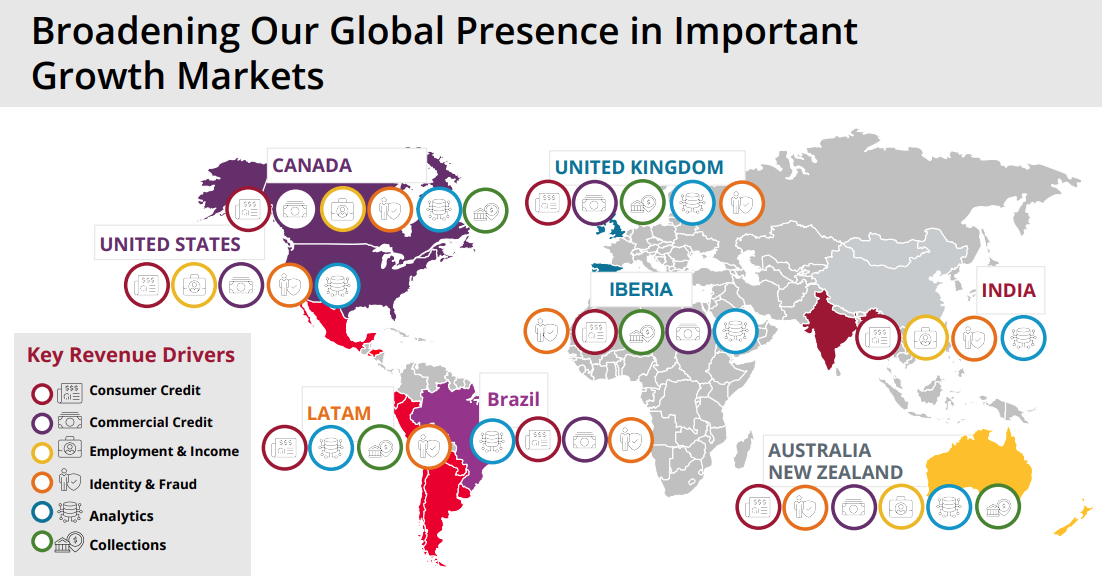 Broadening Our Global Presence in Important
Growth Markets
CANADA
UNITED KINGDOM
UNITED STATES
IBERIA
INDIA
Key Revenue Drivers
Consumer Credit
Commercial Credit
Employment & Income
Identity & Fraud
Analytics
Collections
LATAM
Brazil
AUSTRALIA
NEW ZEALAND